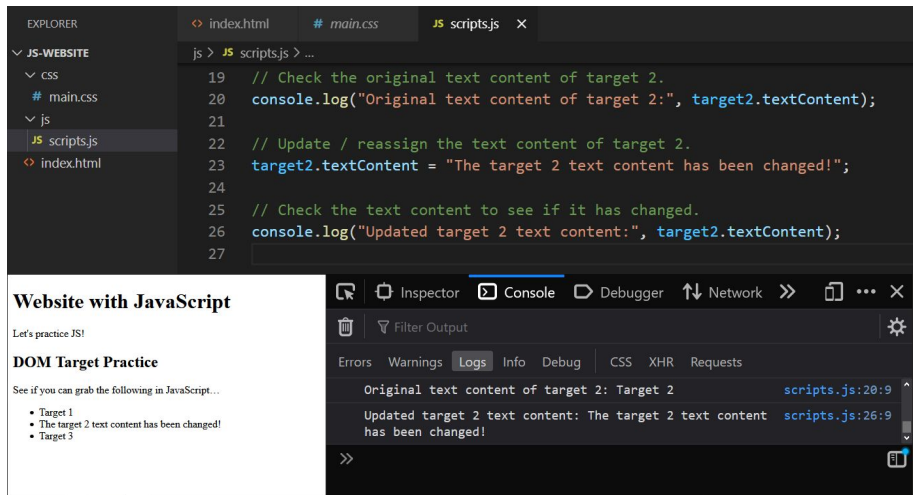 EXPLORER
JS-WEBSITE
css
# main.css
js
JS scripts.js
<> index.html
<> index.html # main.css JS scripts.js ×
js > JS scripts.js > ...
19 // Check the original text content of target 2.
20 console.log("Original text content of target 2:", target2.textContent);
21
22 // Update / reassign the text content of target 2.
23 target2.textContent = "The target 2 text content has been changed!";
24
25 // Check the text content to see if it has changed.
26 console.log("Updated target 2 text content:", target2.textContent);
27
Website with JavaScript
Let's practice JS!
DOM Target Practice
See if you can grab the following in JavaScript…
• Target 1
• The target 2 text content has been changed!
• Target 3
Inspector Console Debugger Network
Filter Output
Errors Warnings Logs Info Debug CSS XHR Requests
Original text content of target 2: Target 2 scripts.js:20:9
Updated target 2 text content: The target 2 text content scripts.js:26:9
has been changed!